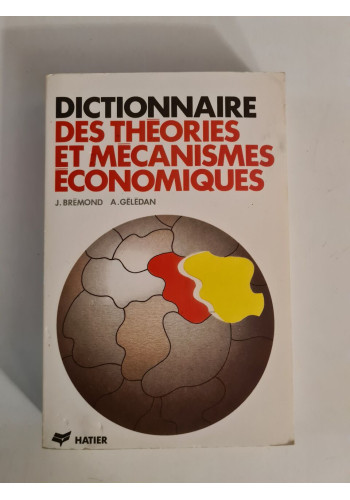 DICTIONNAIRE
DES THÉORIES
ET MÉCANISMES
ÉCONOMIQUES
J. BRÉMOND A. GÉLÉDAN
HATIER